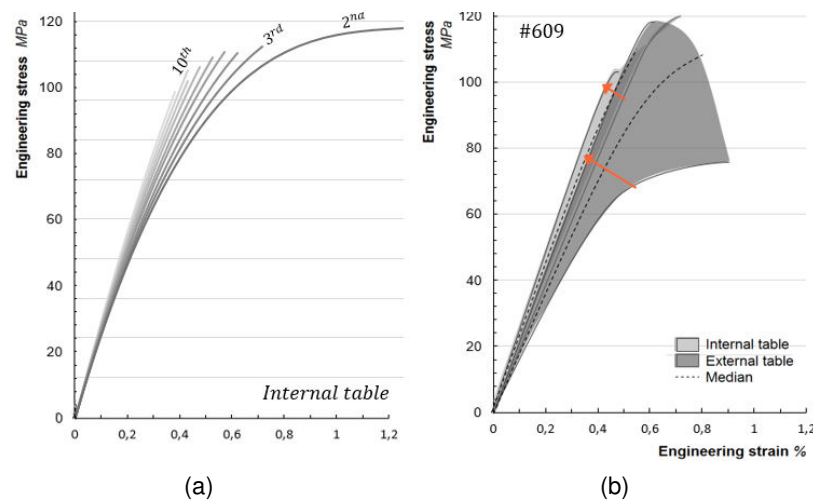 Engineering stress MPa
120
100
80
60
40
20
0
0
0,2
0,4
0,6
0,8
1
1,2
10th
3rd
2nd
Internal table
(a)
Engineering stress
MPa
#609
120
100
80
60
40
20
0
Internal table
External table
Median
0
0,2
0,4
0,6
0,8
1
1,2
Engineering strain %
(b)